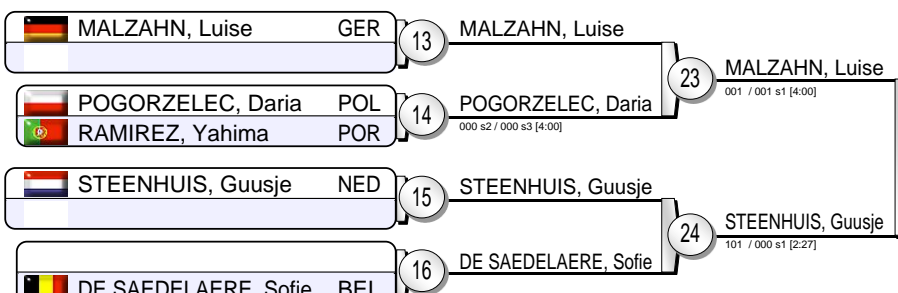 MALZAHN, Luise GER
13
MALZAHN, Luise
23
MALZAHN, Luise
001 / 001 s1 [4:00]
POGORZELEC, Daria POL
RAMIREZ, Yahima POR
14
POGORZELEC, Daria
000 s2 / 000 s3 [4:00]
STEENHUIS, Guusje NED
15
STEENHUIS, Guusje
24
STEENHUIS, Guusje
101 / 000 s1 [2:27]
DE SAEDELAERE, Sofie BEL
16
DE SAEDELAERE, Sofie